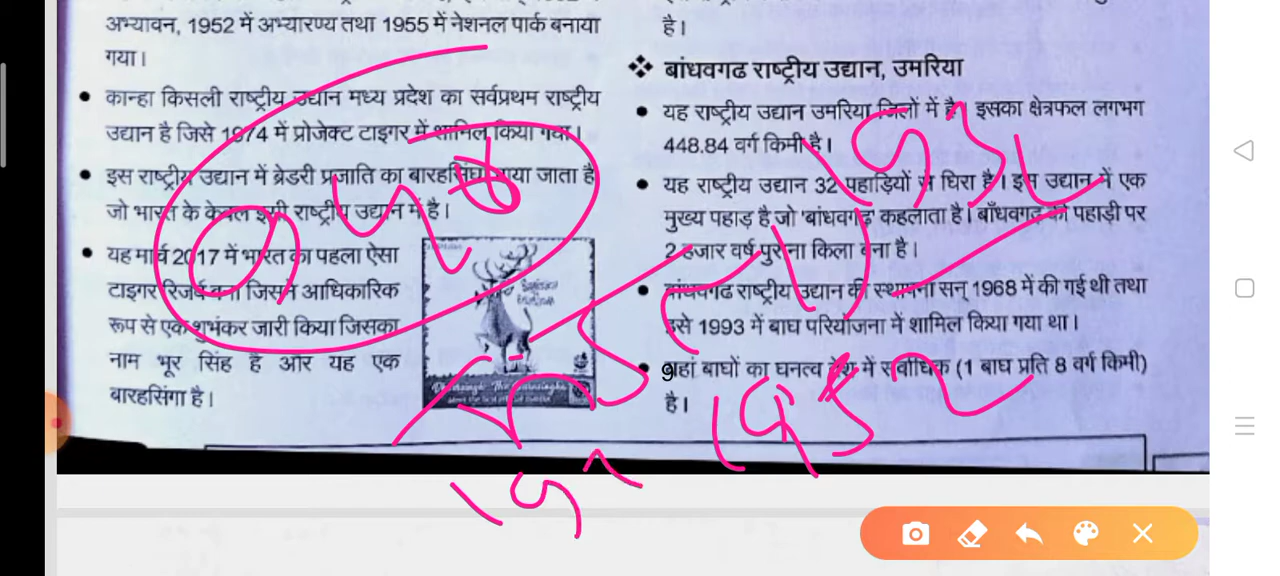 अभ्यावन, 1952 में अभ्यारण्य तथा 1955 में नेशनल पार्क बनाया
गया।
• कान्हा किसली राष्ट्रीय उद्यान मध्य प्रदेश का सर्वप्रथम राष्ट्रीय
उद्यान है जिसे 1974 में प्रोजेक्ट टाइगर में शामिल किया गया।
• इस राष्ट्रीय उद्यान में ब्रेडरी प्रजाति का बारहसिंघा पाया जाता है
जो भारत के केवल इसी राष्ट्रीय उद्यान में है।
• यह मार्च 2017 में भारत का पहला ऐसा
टाइगर रिजर्व बना जिसने आधिकारिक
रूप से एक शुभंकर जारी किया जिसका
नाम भूर सिंह है और यह एक
बारहसिंगा है।
है।
❖ बांधवगढ राष्ट्रीय उद्यान, उमरिया
• यह राष्ट्रीय उद्यान उमरिया जिलों में है। इसका क्षेत्रफल लगभग
448.84 वर्ग किमी है।
• यह राष्ट्रीय उद्यान 32 पहाड़ियों से घिरा है। इस उद्यान में एक
मुख्य पहाड़ है जो 'बांधवगढ़' कहलाता है। बाँधवगढ की पहाड़ी पर
2 हजार वर्ष पुराना किला बना है।
• बांधवगढ राष्ट्रीय उद्यान की स्थापना सन् 1968 में की गई थी तथा
इसे 1993 में बाघ परियोजना में शामिल किया गया था।
• यहां बाघों का घनत्व देश में सर्वाधिक (1 बाघ प्रति 8 वर्ग किमी)
है।
9
1952